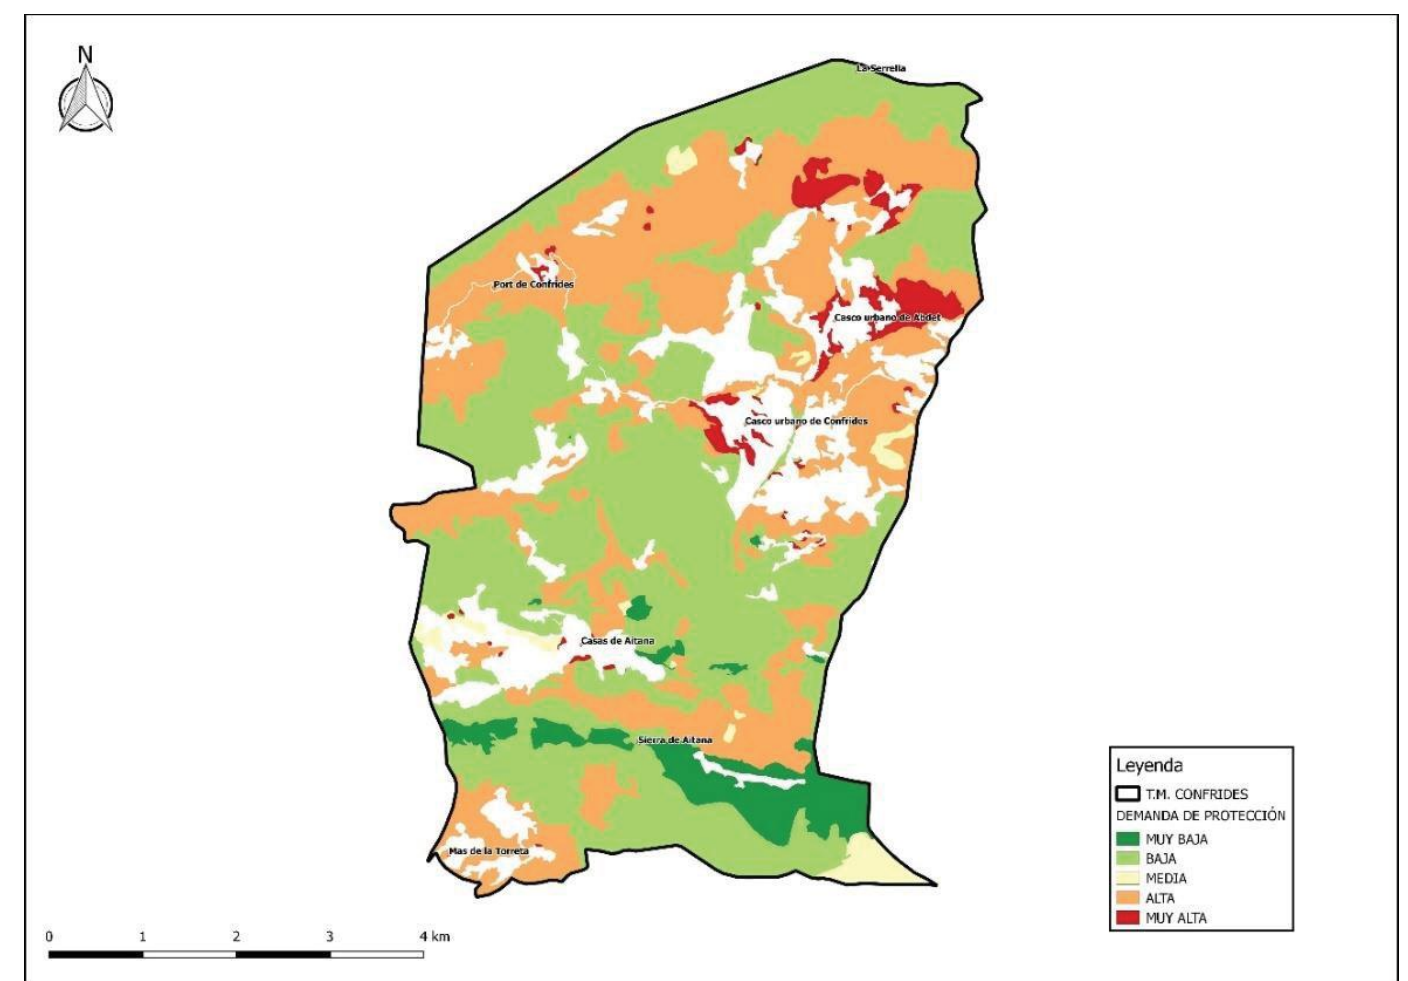 N
La Serrella
Port de Confrides
Casco urbano de Abdet
Casco urbano de Confrides
Casas de Aitana
Sierra de Aitana
Mas de la Torreta
Leyenda
T.M. CONFRIDES
DEMANDA DE PROTECCIÓN
MUY BAJA
BAJA
MEDIA
ALTA
MUY ALTA
0 1 2 3 4 km